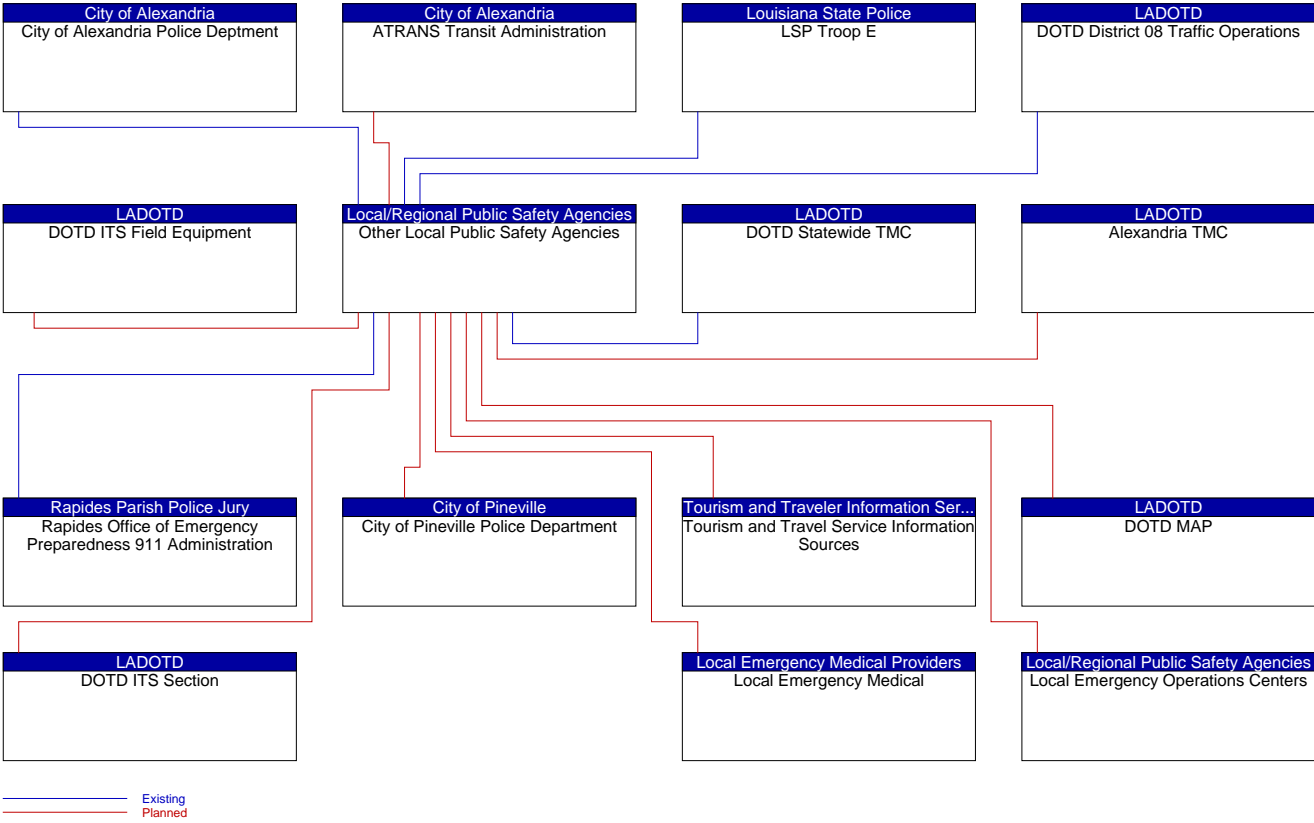 City of Alexandria
City of Alexandria Police Deptment
City of Alexandria
ATRANS Transit Administration
Louisiana State Police
LSP Troop E
LADOTD
DOTD District 08 Traffic Operations
LADOTD
DOTD ITS Field Equipment
Local/Regional Public Safety Agencies
Other Local Public Safety Agencies
LADOTD
DOTD Statewide TMC
LADOTD
Alexandria TMC
Rapides Parish Police Jury
Rapides Office of Emergency
Preparedness 911 Administration
City of Pineville
City of Pineville Police Department
Tourism and Traveler Information Ser...
Tourism and Travel Service Information
Sources
LADOTD
DOTD MAP
LADOTD
DOTD ITS Section
Local Emergency Medical Providers
Local Emergency Medical
Local/Regional Public Safety Agencies
Local Emergency Operations Centers
Existing
Planned